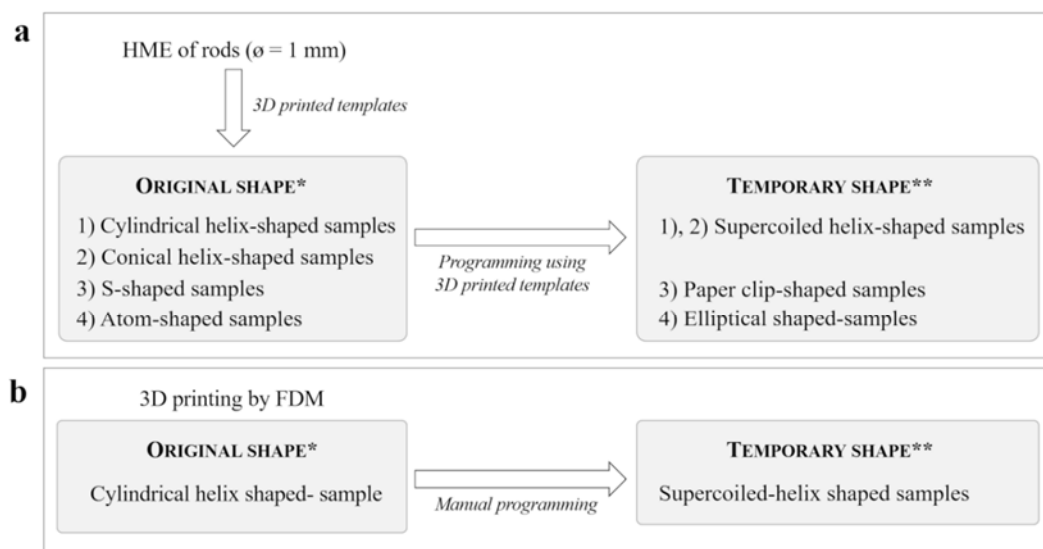 a
HME of rods (ø = 1 mm)
3D printed templates
ORIGINAL SHAPE*
1) Cylindrical helix-shaped samples
2) Conical helix-shaped samples
3) S-shaped samples
4) Atom-shaped samples
Programming using
3D printed templates
TEMPORARY SHAPE**
1), 2) Supercoiled helix-shaped samples
3) Paper clip-shaped samples
4) Elliptical shaped-samples
b
3D printing by FDM
ORIGINAL SHAPE*
Cylindrical helix shaped- sample
Manual programming
TEMPORARY SHAPE**
Supercoiled-helix shaped samples